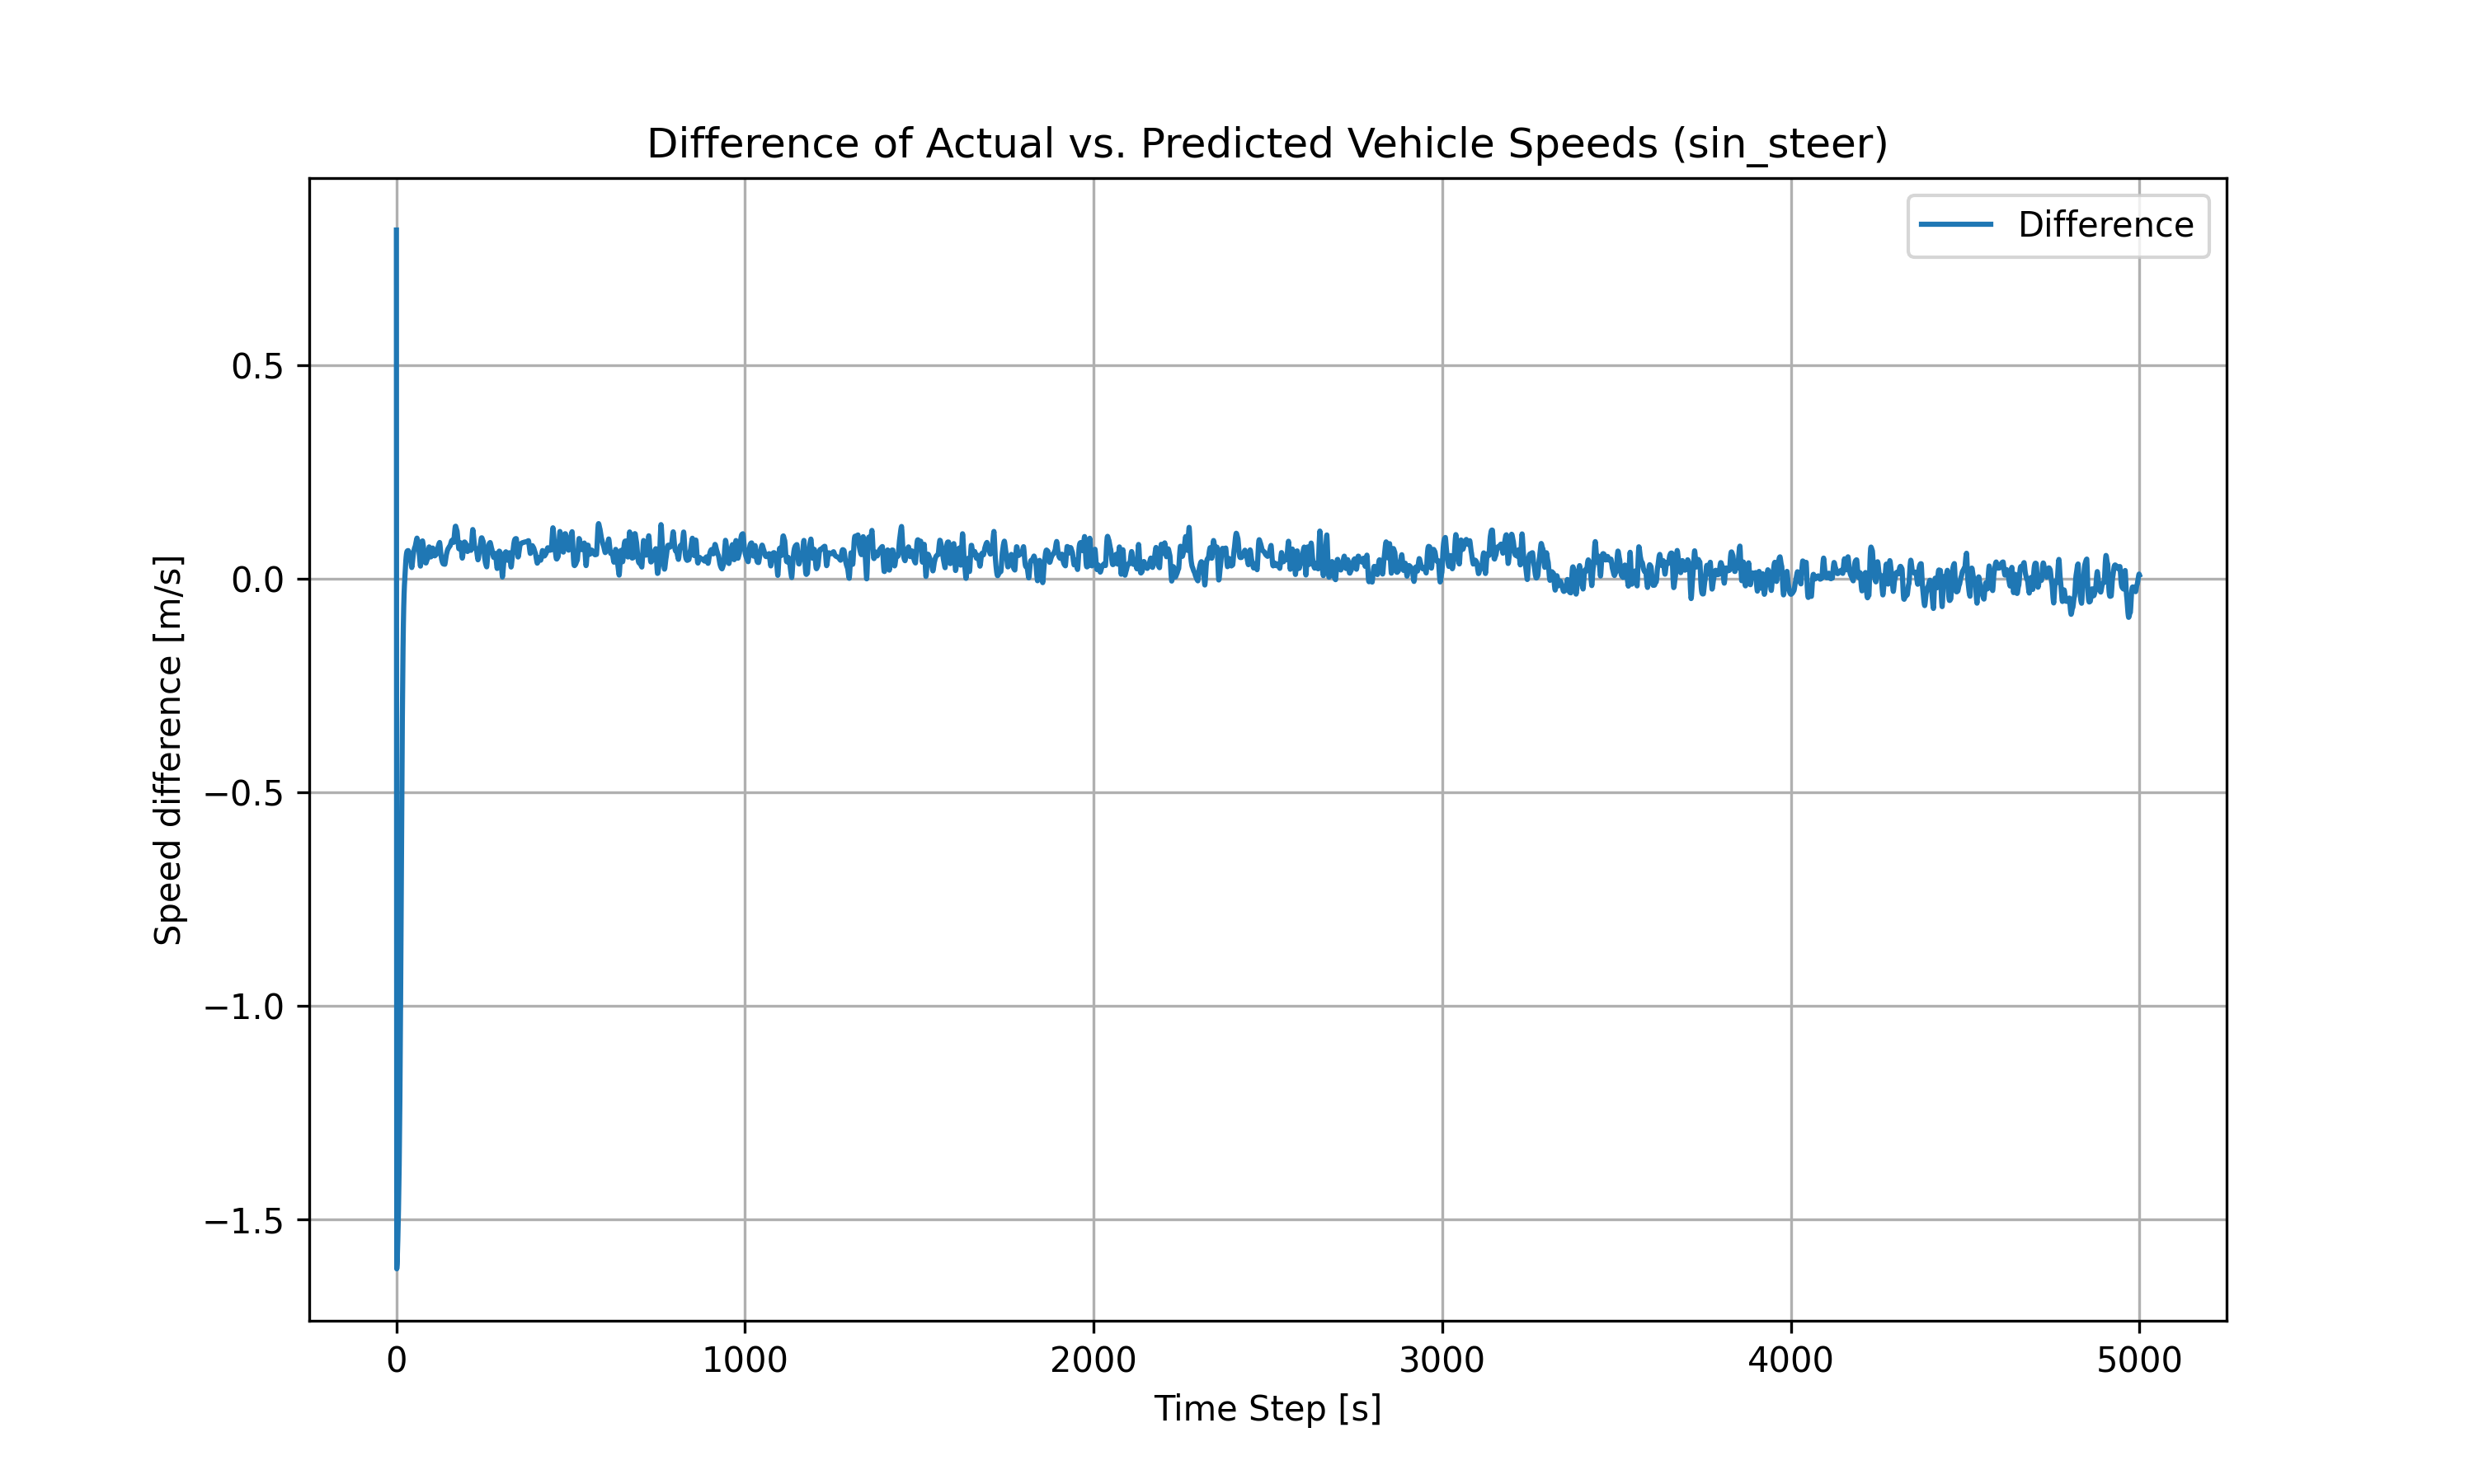 Difference of Actual vs. Predicted Vehicle Speeds (sin_steer)
Difference
Speed difference [m/s]
0.5
0.0
−0.5
−1.0
−1.5
0 1000 2000 3000 4000 5000
Time Step [s]